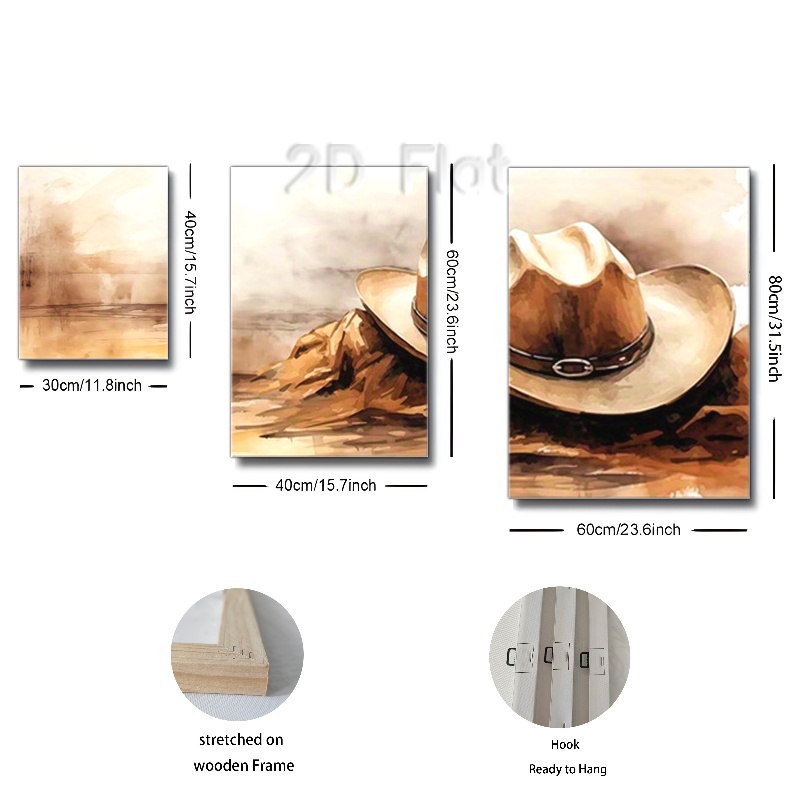 2D Flat
40cm/15.7inch
60cm/23.6inch
80cm/31.5inch
30cm/11.8inch
40cm/15.7inch
60cm/23.6inch
stretched on
wooden Frame
Hook
Ready to Hang